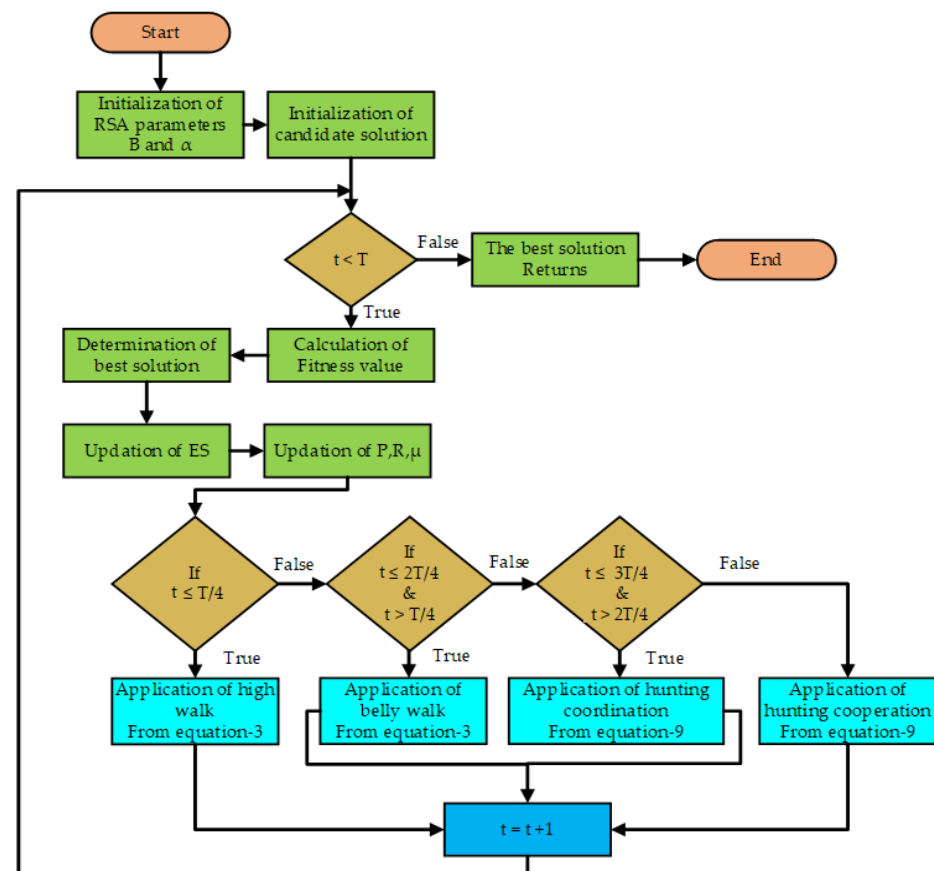 Start
Initialization of
RSA parameters
B and α
Initialization of
candidate solution
t < T
False
The best solution
Returns
End
True
Determination of
best solution
Calculation of
Fitness value
Updation of ES
Updation of P,R,μ
If
t ≤ T/4
False
If
t ≤ 2T/4
&
t > T/4
False
If
t ≤ 3T/4
&
t > 2T/4
False
True
True
True
Application of high
walk
From equation-3
Application of
belly walk
From equation-3
Application of hunting
coordination
From equation-9
Application of
hunting cooperation
From equation-9
t = t +1